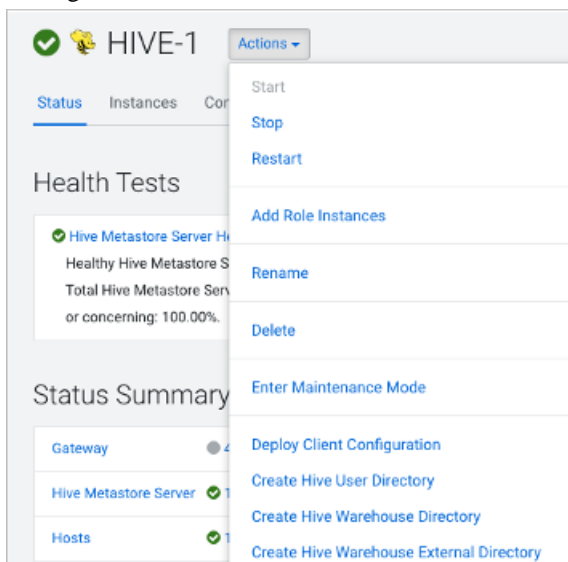 HIVE-1 Actions
Status Instances
Start
Stop
Restart
Health Tests
Add Role Instances
Hive Metastore Server
Healthy Hive Metastore
Rename
Total Hive Metastore
or concerning: 100.00%.
Delete
Status Summary
Enter Maintenance Mode
Gateway
Deploy Client Configuration
Create Hive User Directory
Hive Metastore Server 1
Create Hive Warehouse Directory
Hosts 1
Create Hive Warehouse External Directory